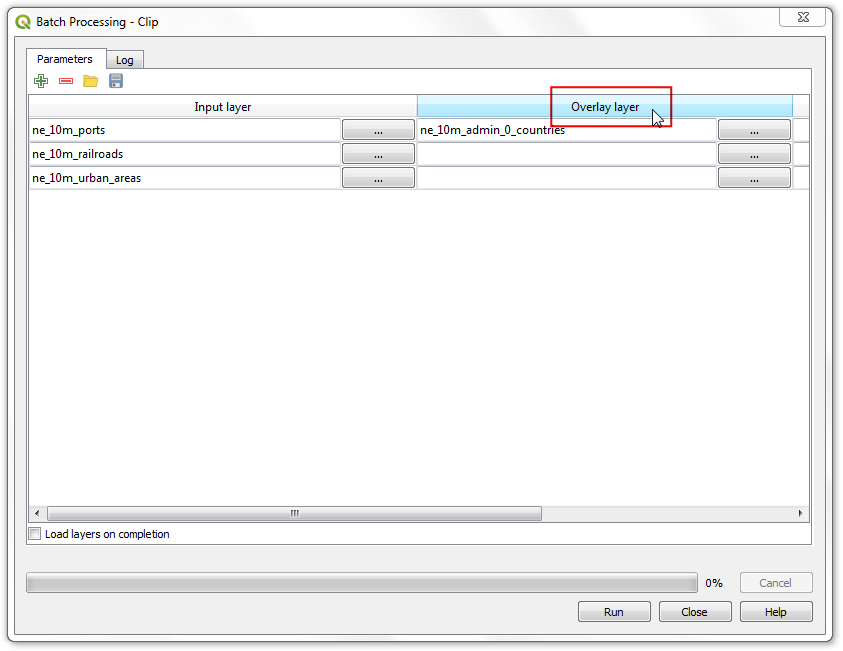 Batch Processing - Clip
Parameters Log
Input layer Overlay layer
ne_10m_ports ... ne_10m_admin_0_countries ...
ne_10m_railroads ... ...
ne_10m_urban_areas ... ...
Load layers on completion
0% Cancel
Run Close Help